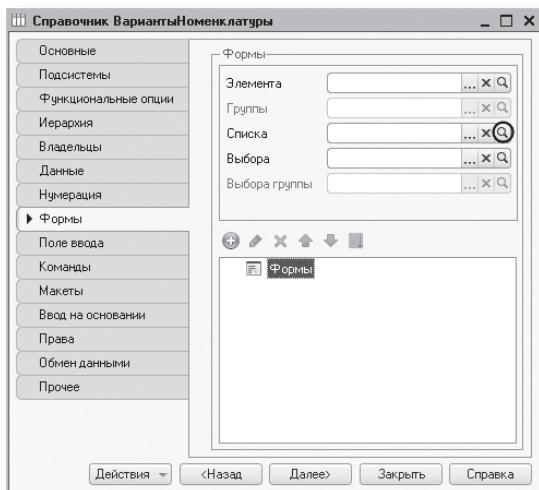 Справочник ВариантыНоменклатуры
Основные
Подсистемы
Функциональные опции
Иерархия
Владельцы
Данные
Нумерация
Формы
Поле ввода
Команды
Макеты
Ввод на основании
Права
Обмен данными
Прочее
Формы
Элемента
Группы
Списка
Выбора
Выбора группы
Формы
Действия
<Назад
Далее>
Закрыть
Справка